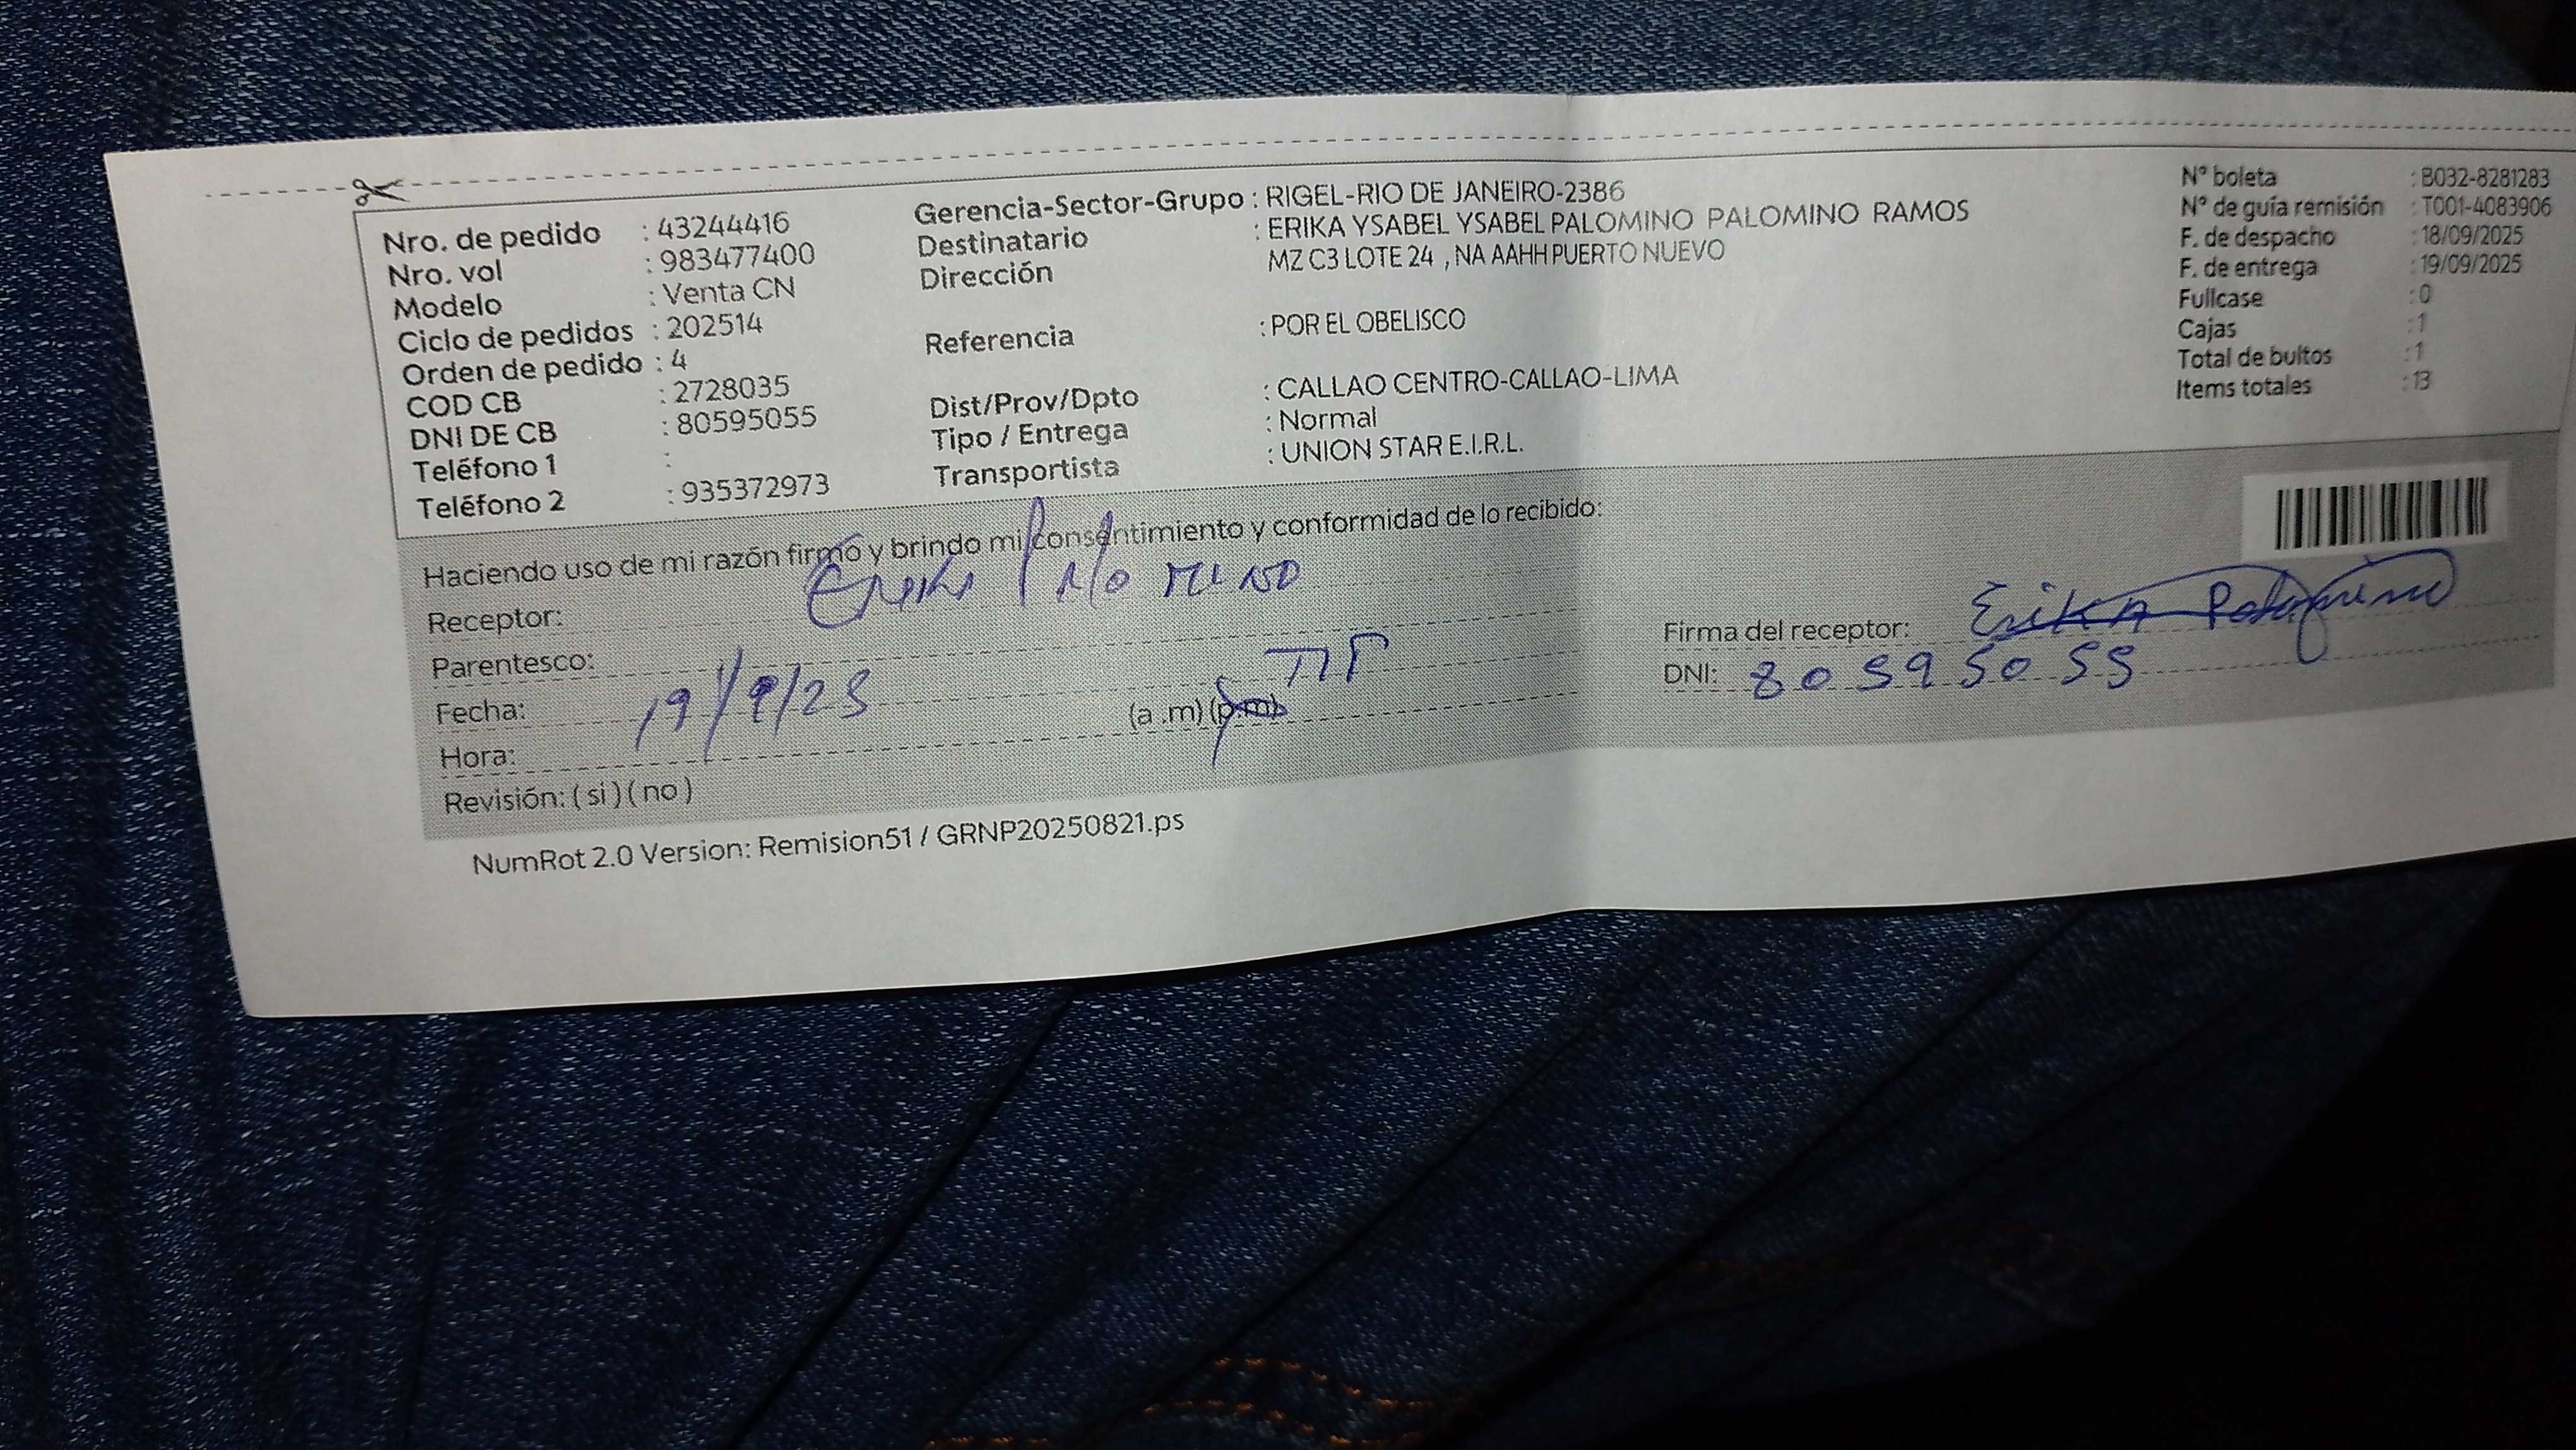 Nro. de pedido : 43244416
Nro. vol : 983477400
Modelo : Venta CN
Ciclo de pedidos : 202514
Orden de pedido : 4
COD CB : 2728035
DNI DE CB : 80595055
Teléfono 1 :
Teléfono 2 : 935372973
Gerencia-Sector-Grupo : RIGEL-RIO DE JANEIRO-2386
Destinatario : ERIKA YSABEL YSABEL PALOMINO PALOMINO RAMOS
Dirección MZ C3 LOTE 24 , NA AAHH PUERTO NUEVO
Referencia : POR EL OBELISCO
Dist/Prov/Dpto : CALLAO CENTRO-CALLAO-LIMA
Tipo / Entrega : Normal
Transportista : UNION STAR E.I.R.L.
N° boleta : B032-8281283
N° de guía remisión : T001-4083906
F. de despacho : 18/09/2025
F. de entrega : 19/09/2025
Fullcase : 0
Cajas : 1
Total de bultos : 1
Items totales : 13
Haciendo uso de mi razón firmo y brindo mi consentimiento y conformidad de lo recibido:
Receptor: Erika Palomino
Parentesco: TIT
Fecha: 19/9/25
Hora: (a .m) (p.m)
Revisión: ( si ) ( no )
Firma del receptor: Erika Palomino
DNI: 80595055
NumRot 2.0 Version: Remision51 / GRNP20250821.ps